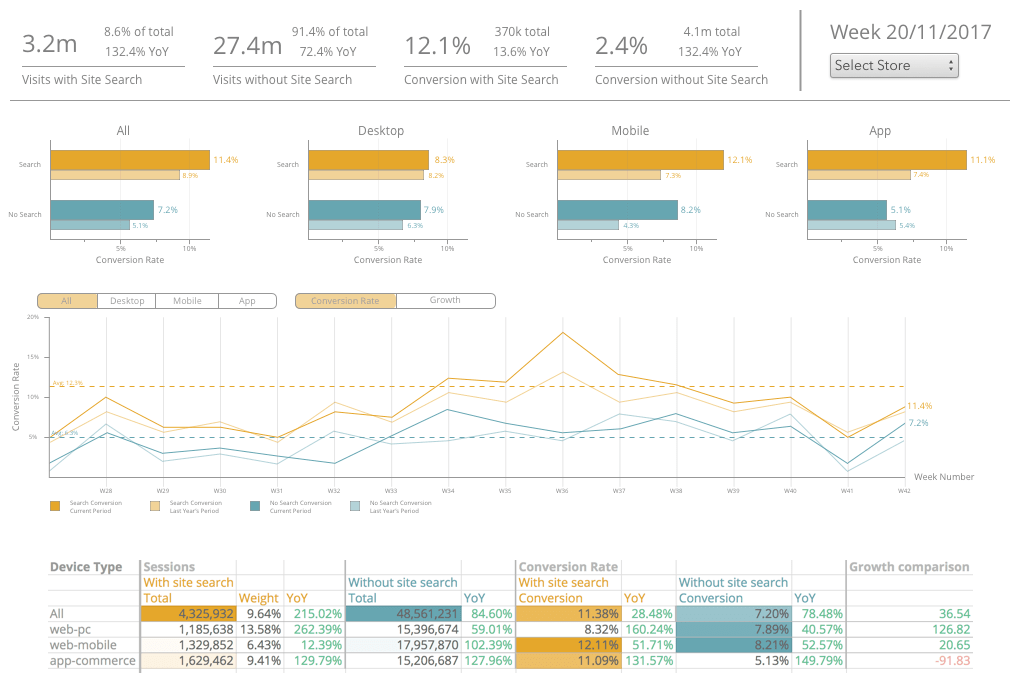 3.2m 8.6% of total 27.4m 91.4% of total 12.1% 370k total 2.4% 4.1m total Week 20/11/2017
132.4% YoY 72.4% YoY 13.6% YoY 132.4% YoY
Visits with Site Search Visits without Site Search Conversion with Site Search Conversion without Site Search Select Store
All Desktop Mobile App
Search 11.4% Search 8.3% Search 12.1% Search 11.1%
8.9% 8.2% 7.3% 7.4%
No Search 7.2% No Search 7.9% No Search 8.2% No Search 5.1%
5.1% 6.3% 4.3% 5.4%
5% 10% 5% 10% 5% 10% 5% 10%
Conversion Rate Conversion Rate Conversion Rate Conversion Rate
All Desktop Mobile App Conversion Rate Growth
20%
15%
10%
5%
Conversion Rate
11.4%
7.2%
Week Number
W28 W29 W30 W31 W32 W33 W34 W35 W36 W37 W38 W39 W40 W41 W42
Search Conversion Search Conversion No Search Conversion No Search Conversion
Current Period Last Year's Period Current Period Last Year's Period
Device Type Sessions Conversion Rate Growth comparison
With site search Without site search With site search Without site search
Total Weight YoY Total YoY Conversion YoY Conversion YoY
All 4,325,932 9.64% 215.02% 48,561,231 84.60% 11.38% 28.48% 7.20% 78.48% 36.54
web-pc 1,185,638 13.58% 262.39% 15,396,674 59.01% 8.32% 160.24% 7.89% 40.57% 126.82
web-mobile 1,329,852 6.43% 12.39% 17,957,870 102.39% 12.11% 51.71% 8.21% 52.57% 20.65
app-commerce 1,629,462 9.41% 129.79% 15,206,687 127.96% 11.09% 131.57% 5.13% 149.79% -91.83